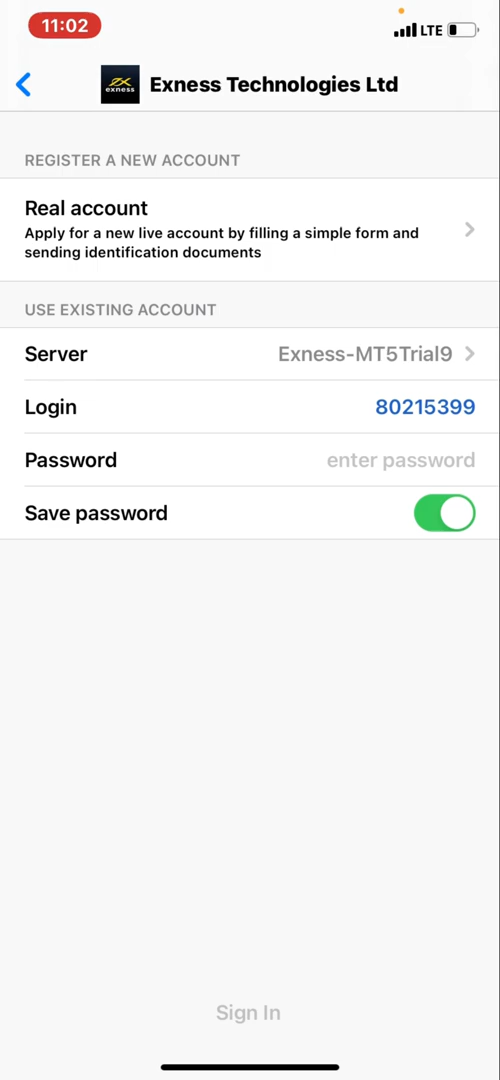 11:02
LTE
exness
Exness Technologies Ltd
REGISTER A NEW ACCOUNT
Real account
Apply for a new live account by filling a simple form and
sending identification documents
USE EXISTING ACCOUNT
Server Exness-MT5Trial9
Login 80215399
Password enter password
Save password
Sign In